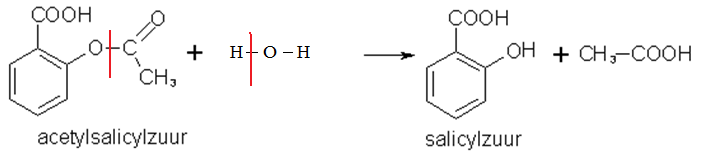 COOH
O
C
O
CH₃
+
H–O–H
COOH
OH
+
CH₃–COOH
acetylsalicylzuur
salicylzuur